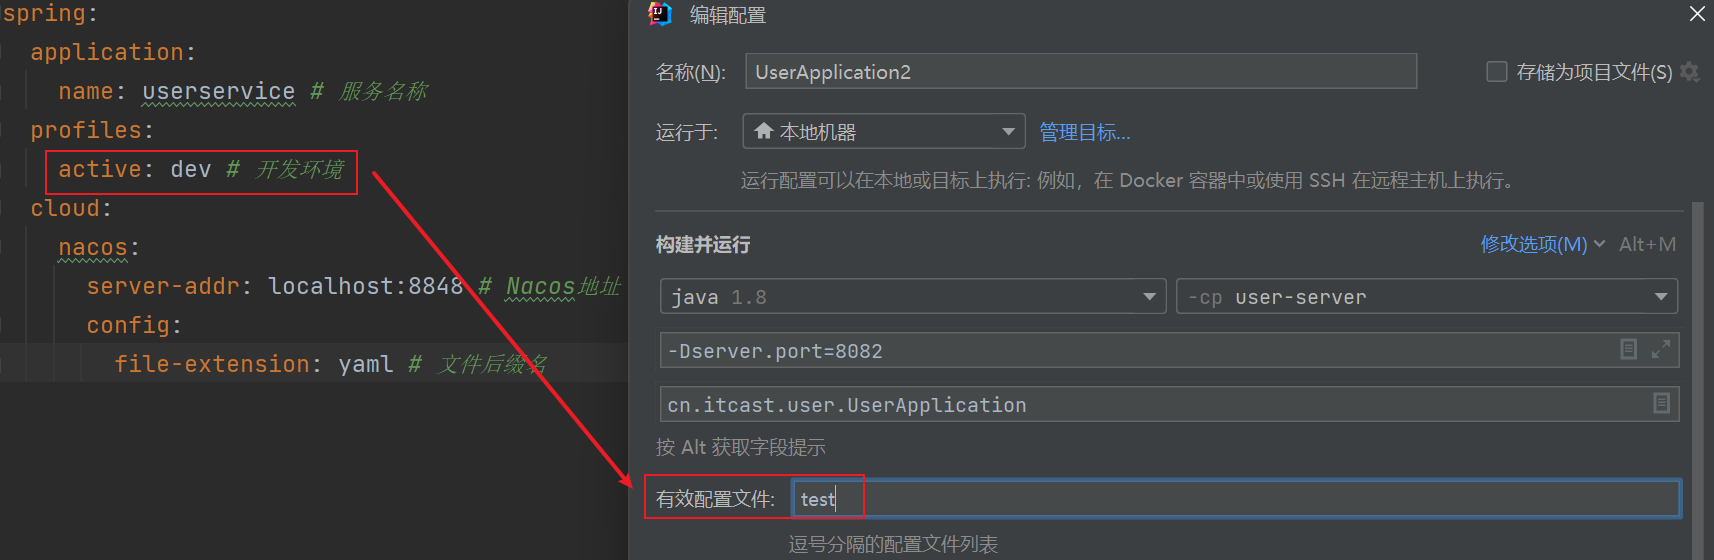 spring:
application:
name: userservice # 服务名称
profiles:
active: dev # 开发环境
cloud:
nacos:
server-addr: localhost:8848 # Nacos地址
config:
file-extension: yaml # 文件后缀名
编辑配置
名称(N): UserApplication2 存储为项目文件(S)
运行于: 本地机器 管理目标...
运行配置可以在本地或目标上执行: 例如，在 Docker 容器中或使用 SSH 在远程主机上执行。
构建并运行 修改选项(M) Alt+M
java 1.8 -cp user-server
-Dserver.port=8082
cn.itcast.user.UserApplication
按 Alt 获取字段提示
有效配置文件: test
逗号分隔的配置文件列表